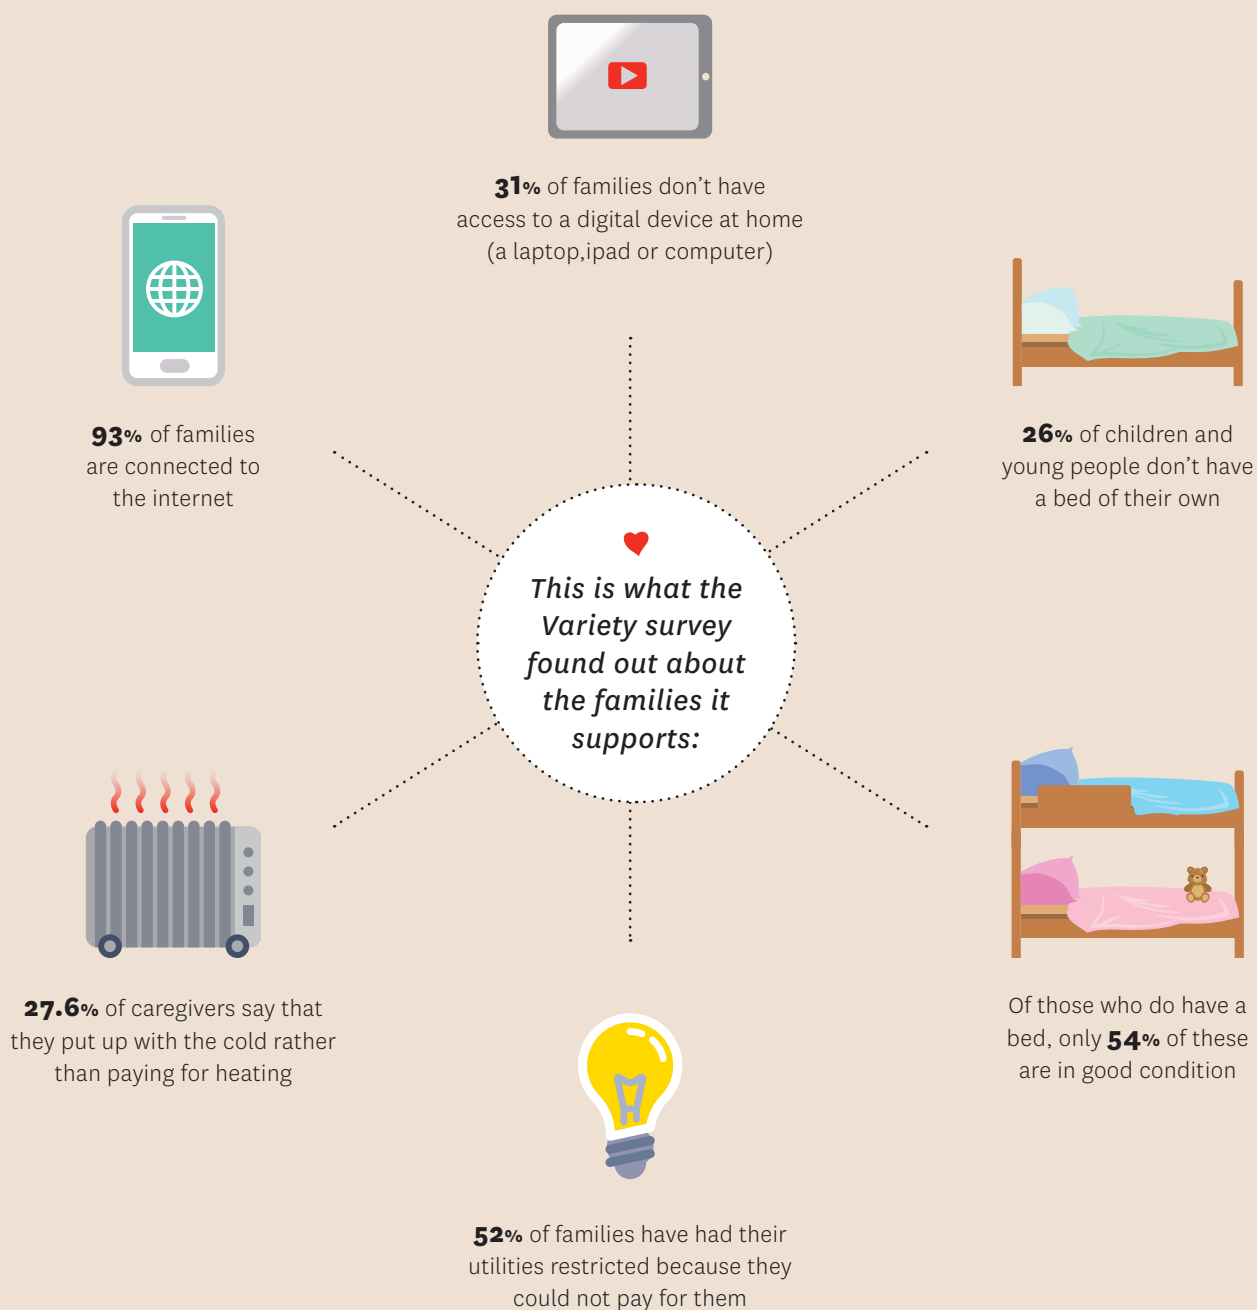 31% of families don't have
access to a digital device at home
(a laptop,ipad or computer)
93% of families
are connected to
the internet
26% of children and
young people don't have
a bed of their own
This is what the
Variety survey
found out about
the families it
supports:
27.6% of caregivers say that
they put up with the cold rather
than paying for heating
Of those who do have a
bed, only 54% of these
are in good condition
52% of families have had their
utilities restricted because they
could not pay for them